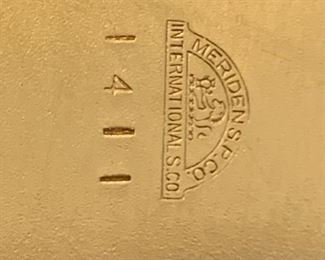 MERIDEN S.P. CO.
INTERNATIONAL S. CO.
1411